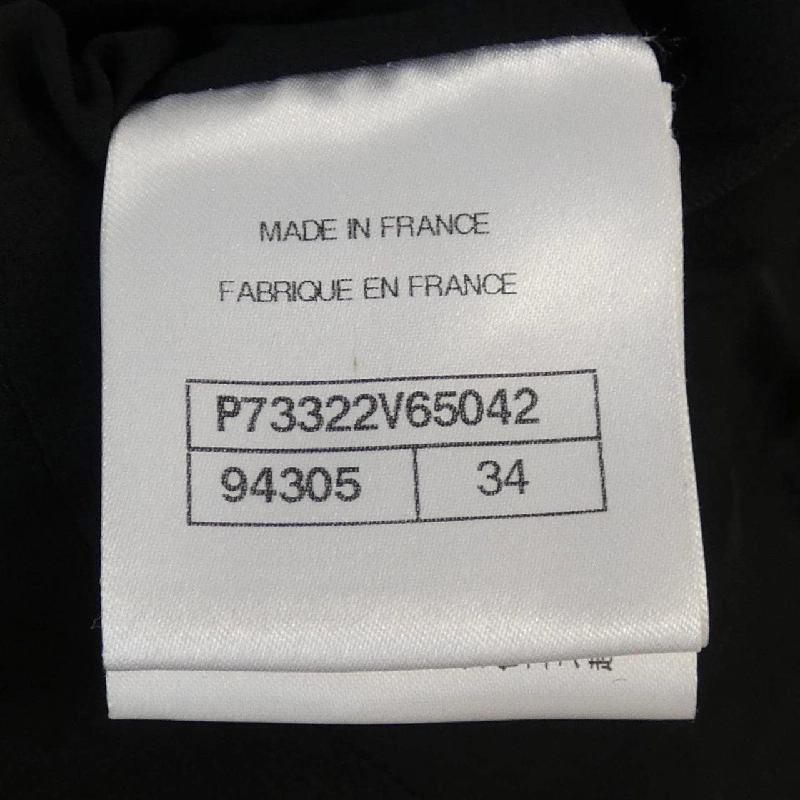 MADE IN FRANCE
FABRIQUE EN FRANCE
P73322V65042
94305 34